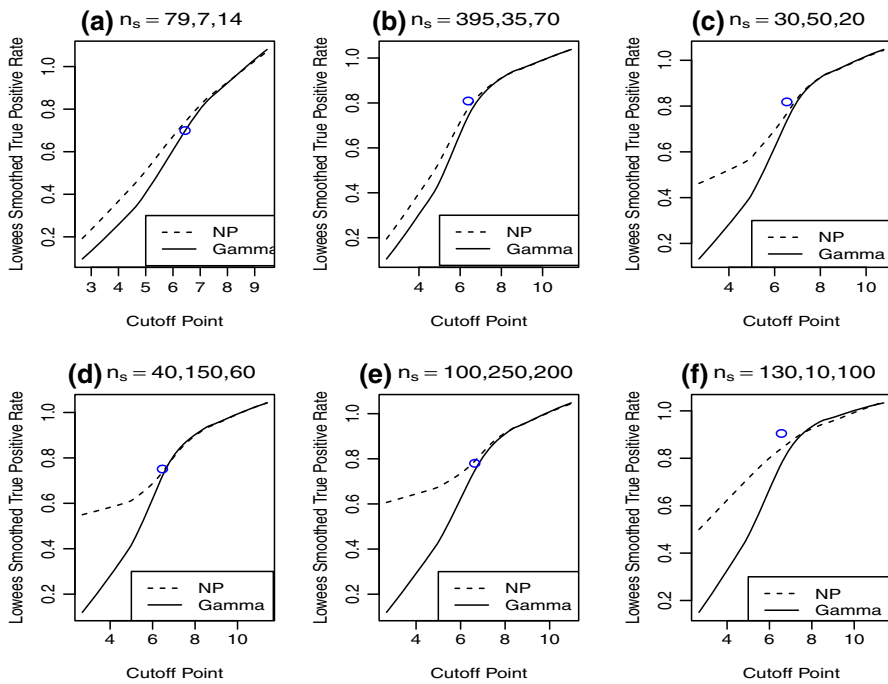 (a) ns = 79,7,14
Lowees Smoothed True Positive Rate
0.2 0.4 0.6 0.8 1.0
NP
Gamma
3 4 5 6 7 8 9
Cutoff Point
(b) ns = 395,35,70
Lowees Smoothed True Positive Rate
0.2 0.4 0.6 0.8 1.0
NP
Gamma
4 6 8 10
Cutoff Point
(c) ns = 30,50,20
Lowees Smoothed True Positive Rate
0.2 0.4 0.6 0.8 1.0
NP
Gamma
4 6 8 10
Cutoff Point
(d) ns = 40,150,60
Lowees Smoothed True Positive Rate
0.2 0.4 0.6 0.8 1.0
NP
Gamma
4 6 8 10
Cutoff Point
(e) ns = 100,250,200
Lowees Smoothed True Positive Rate
0.2 0.4 0.6 0.8 1.0
NP
Gamma
4 6 8 10
Cutoff Point
(f) ns = 130,10,100
Lowees Smoothed True Positive Rate
0.2 0.4 0.6 0.8 1.0
NP
Gamma
4 6 8 10
Cutoff Point